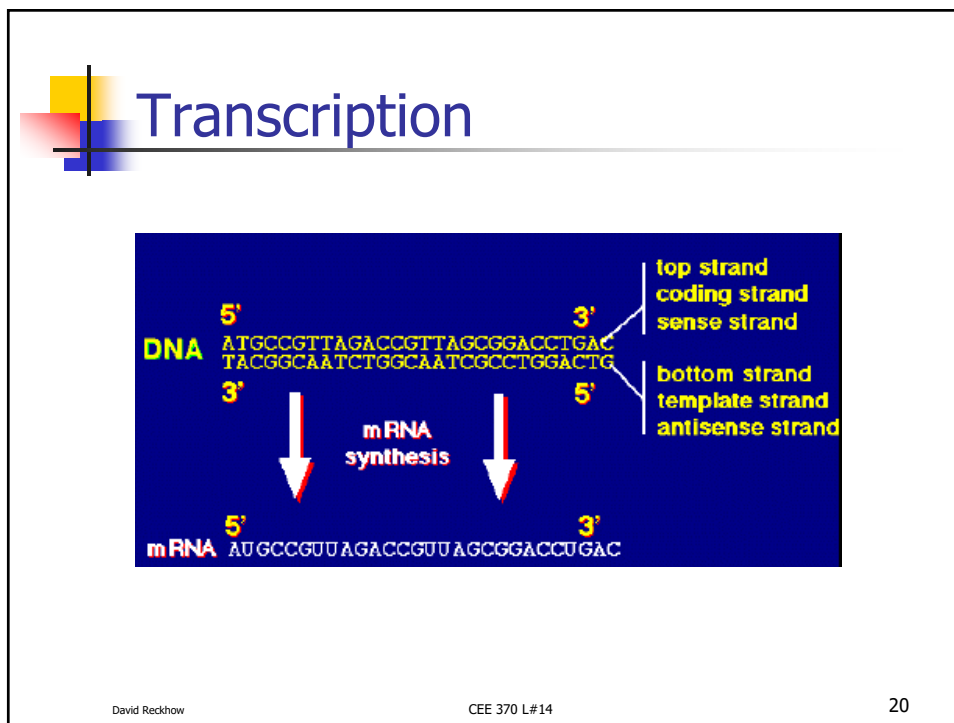 Transcription
top strand
coding strand
sense strand
5' 3'
DNA ATGCCGTTAGACCGTTAGCGGACCTGAC
TACGGCAATCTGGCAATCGCCTGGACTG
3' 5'
bottom strand
template strand
antisense strand
mRNA
synthesis
5' 3'
mRNA AUGCCGUUAGACCGUUAGCGGACCUGAC
David Reckhow CEE 370 L#14 20